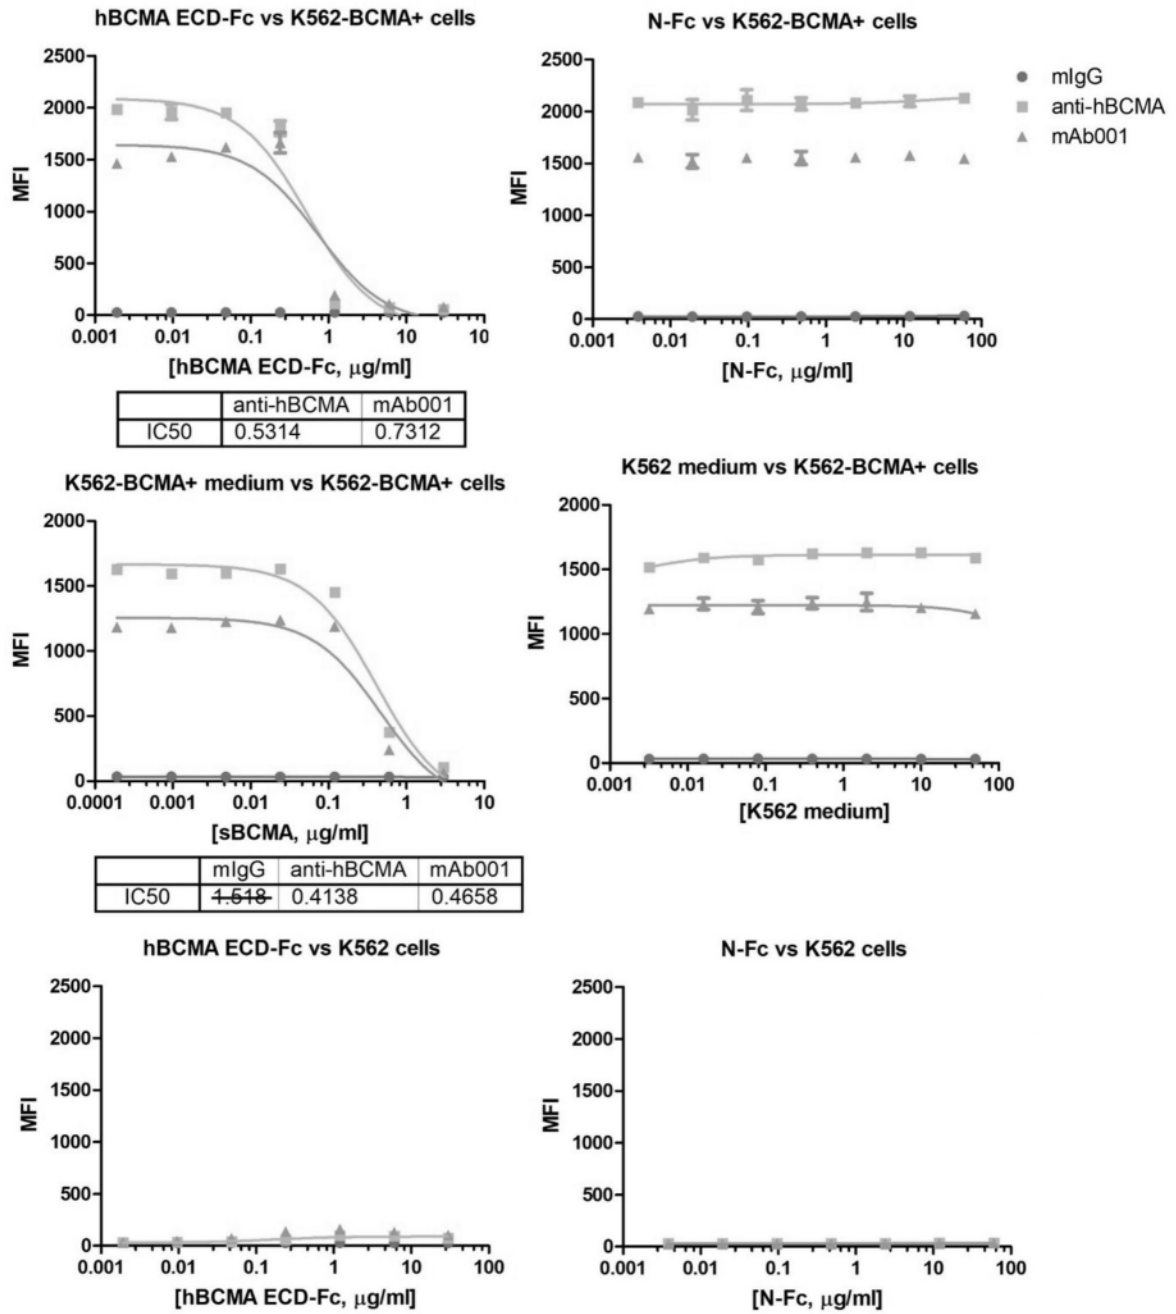 hBCMA ECD-Fc vs K562-BCMA+ cells
2500
2000
1500
1000
500
0
MFI
0.001 0.01 0.1 1 10 10
[hBCMA ECD-Fc, μg/ml]
anti-hBCMA mAb001
IC50 0.5314 0.7312
N-Fc vs K562-BCMA+ cells
2500
2000
1500
1000
500
0
MFI
0.001 0.01 0.1 1 10 100
[N-Fc, μg/ml]
mIgG
anti-hBCMA
mAb001
K562-BCMA+ medium vs K562-BCMA+ cells
2000
1500
1000
500
0
MFI
0.0001 0.001 0.01 0.1 1 10
[sBCMA, μg/ml]
mIgG anti-hBCMA mAb001
IC50 1.518 0.4138 0.4658
K562 medium vs K562-BCMA+ cells
2000
1500
1000
500
0
MFI
0.001 0.01 0.1 1 10 100
[K562 medium]
hBCMA ECD-Fc vs K562 cells
2500
2000
1500
1000
500
0
MFI
0.001 0.01 0.1 1 10 100
[hBCMA ECD-Fc, μg/ml]
N-Fc vs K562 cells
2500
2000
1500
1000
500
0
MFI
0.001 0.01 0.1 1 10 100
[N-Fc, μg/ml]